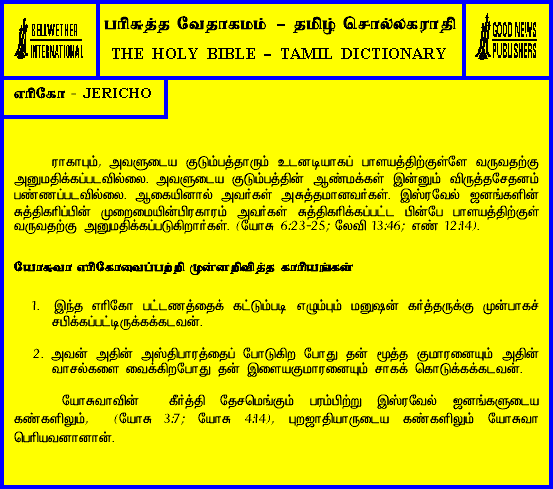 BELLWETHER
INTERNATIONAL
பரிசுத்த வேதாகமம் – தமிழ் சொல்லகராதி
THE HOLY BIBLE – TAMIL DICTIONARY
GOOD NEWS
PUBLISHERS
எரிகோ - JERICHO
ராகாபும், அவளுடைய குடும்பத்தாரும் உடனடியாகப் பாளயத்திற்குள்ளே வருவதற்கு
அனுமதிக்கப்படவில்லை. அவளுடைய குடும்பத்தின் ஆண்மக்கள் இன்னும் விருத்தசேதனம்
பண்ணப்படவில்லை. ஆகையினால் அவர்கள் அசுத்தமானவர்கள். இஸ்ரவேல் ஜனங்களின்
சுத்திகரிப்பின் முறைமையின்பிரகாரம் அவர்கள் சுத்திகரிக்கப்பட்ட பின்பே பாளயத்திற்குள்
வருவதற்கு அனுமதிக்கப்படுகிறார்கள். (யோசு 6:23-25; லேவி 13:46; எண் 12:14).
யோசுவா எரிகோவைப்பற்றி முன்னறிவித்த காரியங்கள்
1. இந்த எரிகோ பட்டணத்தைக் கட்டும்படி எழும்பும் மனுஷன் கர்த்தருக்கு முன்பாகச்
சபிக்கப்பட்டிருக்கக்கடவன்.
2. அவன் அதின் அஸ்திபாரத்தைப் போடுகிற போது தன் மூத்த குமாரனையும் அதின்
வாசல்களை வைக்கிறபோது தன் இளையகுமாரனையும் சாகக் கொடுக்கக்கடவன்.
யோசுவாவின் கீர்த்தி தேசமெங்கும் பரம்பிற்று இஸ்ரவேல் ஜனங்களுடைய
கண்களிலும், (யோசு 3:7; யோசு 4:14), புறஜாதியாருடைய கண்களிலும் யோசுவா
பெரியவனானான்.